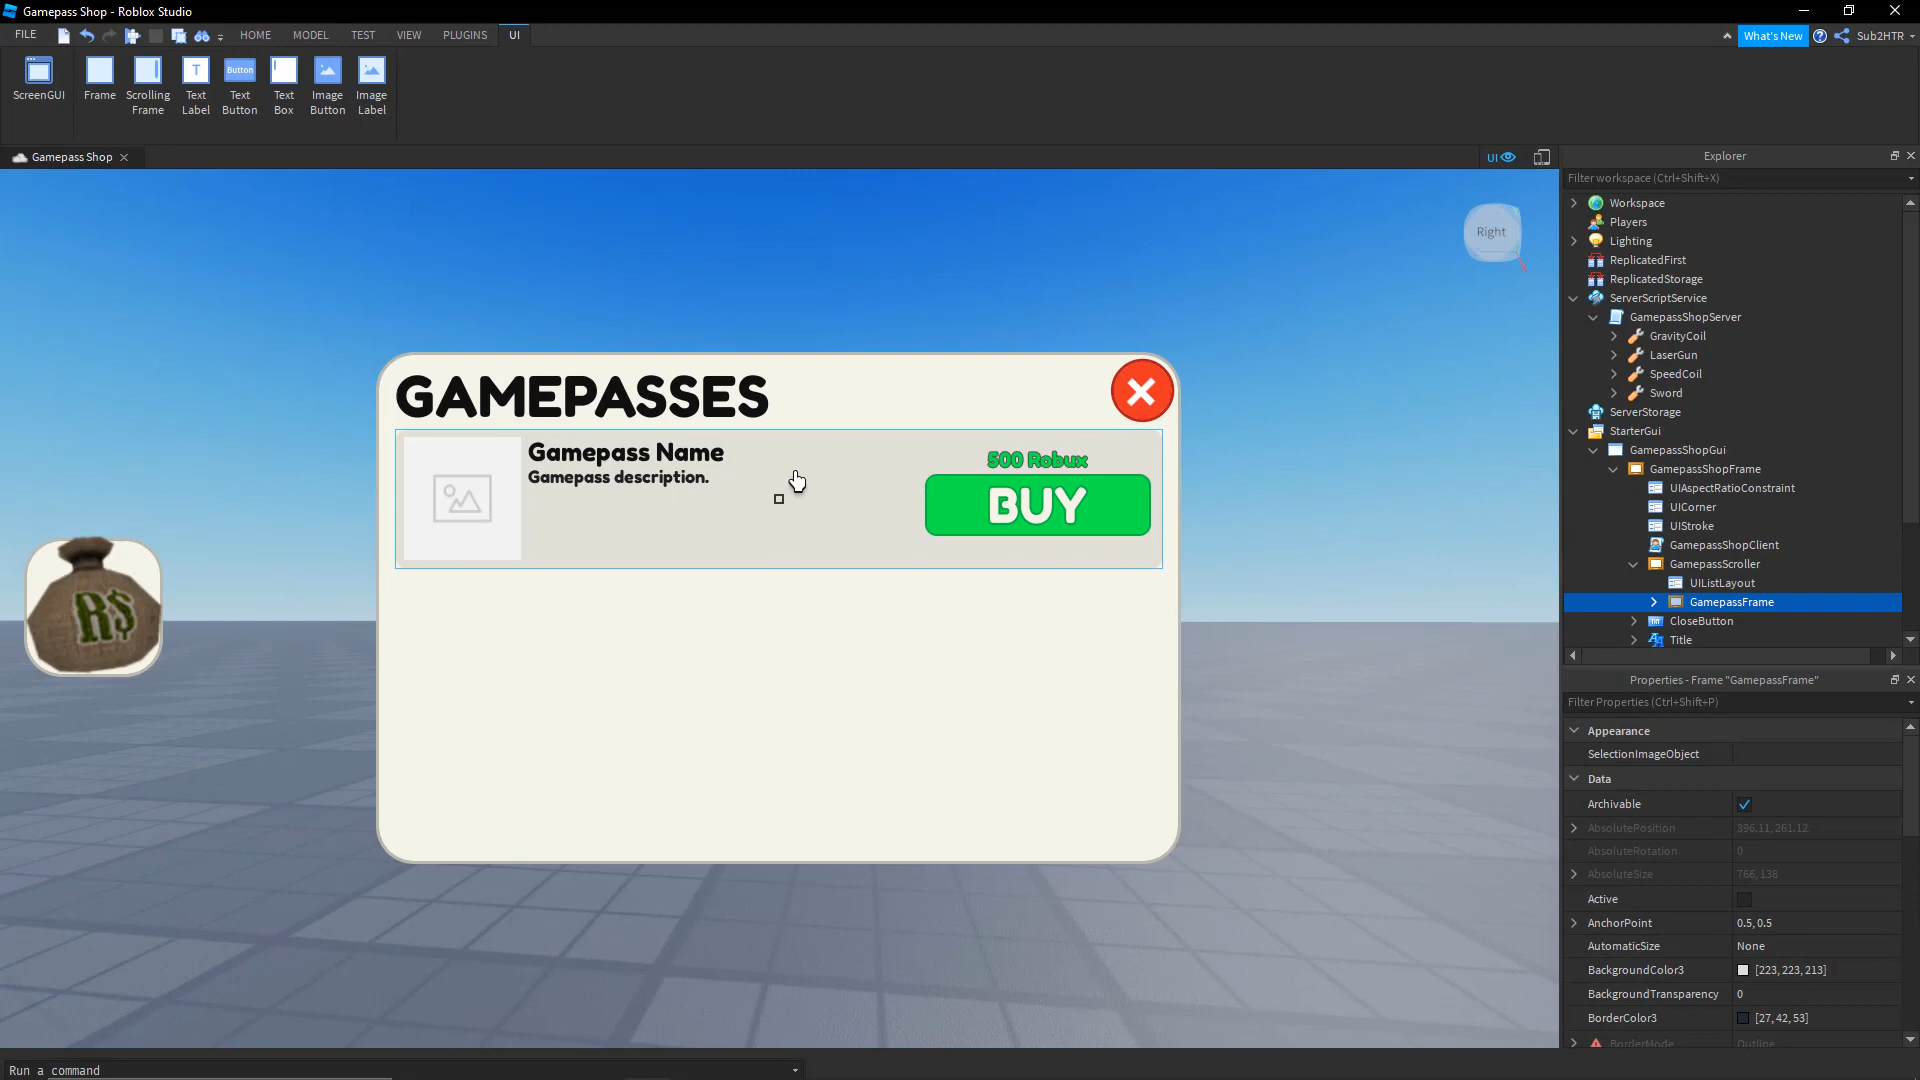 Gamepass Shop - Roblox Studio
FILE
HOME
MODEL
TEST
VIEW
PLUGINS
UI
What's New
Sub2HTR
ScreenGUI
Frame
Scrolling
Frame
Text
Label
Button
Text
Button
Text
Box
Image
Button
Image
Label
Gamepass Shop
UI
Right
GAMEPASSES
Gamepass Name
Gamepass description.
500 Robux
BUY
R$
Explorer
Filter workspace (Ctrl+Shift+X)
Workspace
Players
Lighting
ReplicatedFirst
ReplicatedStorage
ServerScriptService
GamepassShopServer
GravityCoil
LaserGun
SpeedCoil
Sword
ServerStorage
StarterGui
GamepassShopGui
GamepassShopFrame
UIAspectRatioConstraint
UICorner
UIStroke
GamepassShopClient
GamepassScroller
UIListLayout
GamepassFrame
CloseButton
Title
Properties - Frame "GamepassFrame"
Filter Properties (Ctrl+Shift+P)
Appearance
SelectionImageObject
Data
Archivable
AbsolutePosition 396.11, 261.12
AbsoluteRotation 0
AbsoluteSize 766, 138
Active
AnchorPoint 0.5, 0.5
AutomaticSize None
BackgroundColor3 [223, 223, 213]
BackgroundTransparency 0
BorderColor3 [27, 42, 53]
BorderMode Outline
Run a command